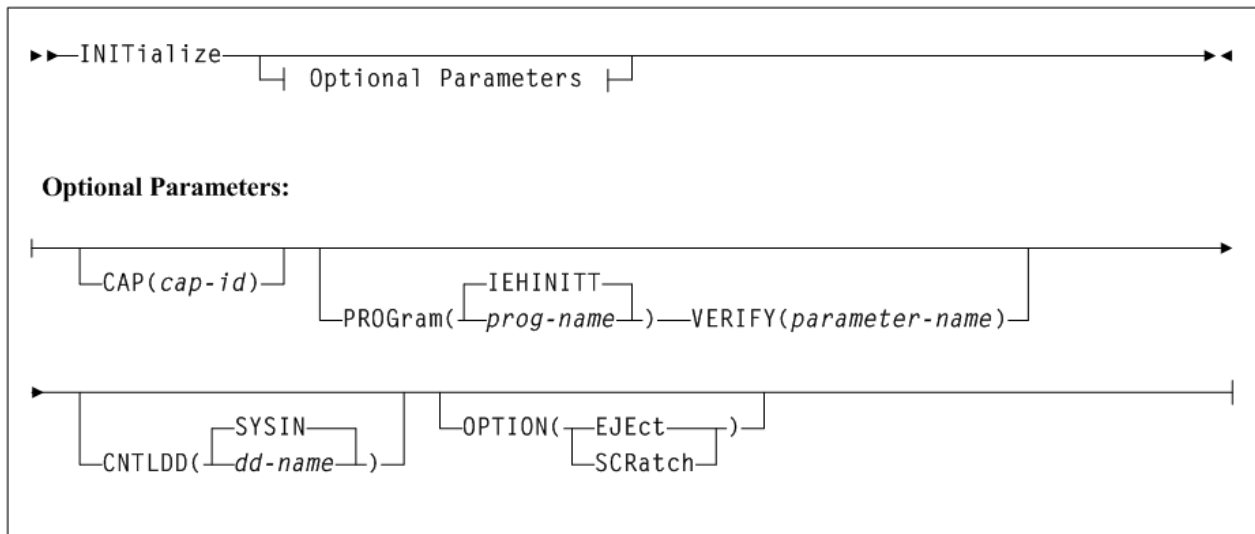 INITialize
Optional Parameters
Optional Parameters:
CAP(cap-id)
IEHINITT
PROGram( prog-name ) VERIFY(parameter-name)
SYSIN
CNTLDD( dd-name )
OPTION( EJEct )
SCRatch